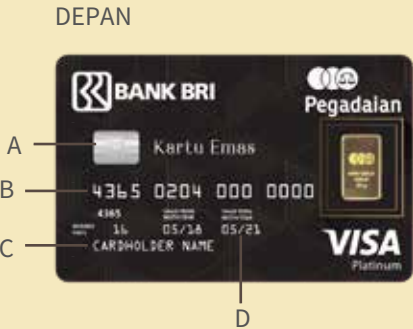 DEPAN
BANK BRI
Pegadaian
A
Kartu Emas
B
4365 0204 000 0000
4365
16 05/18 05/21
C
CARDHOLDER NAME
VISA
Platinum
D